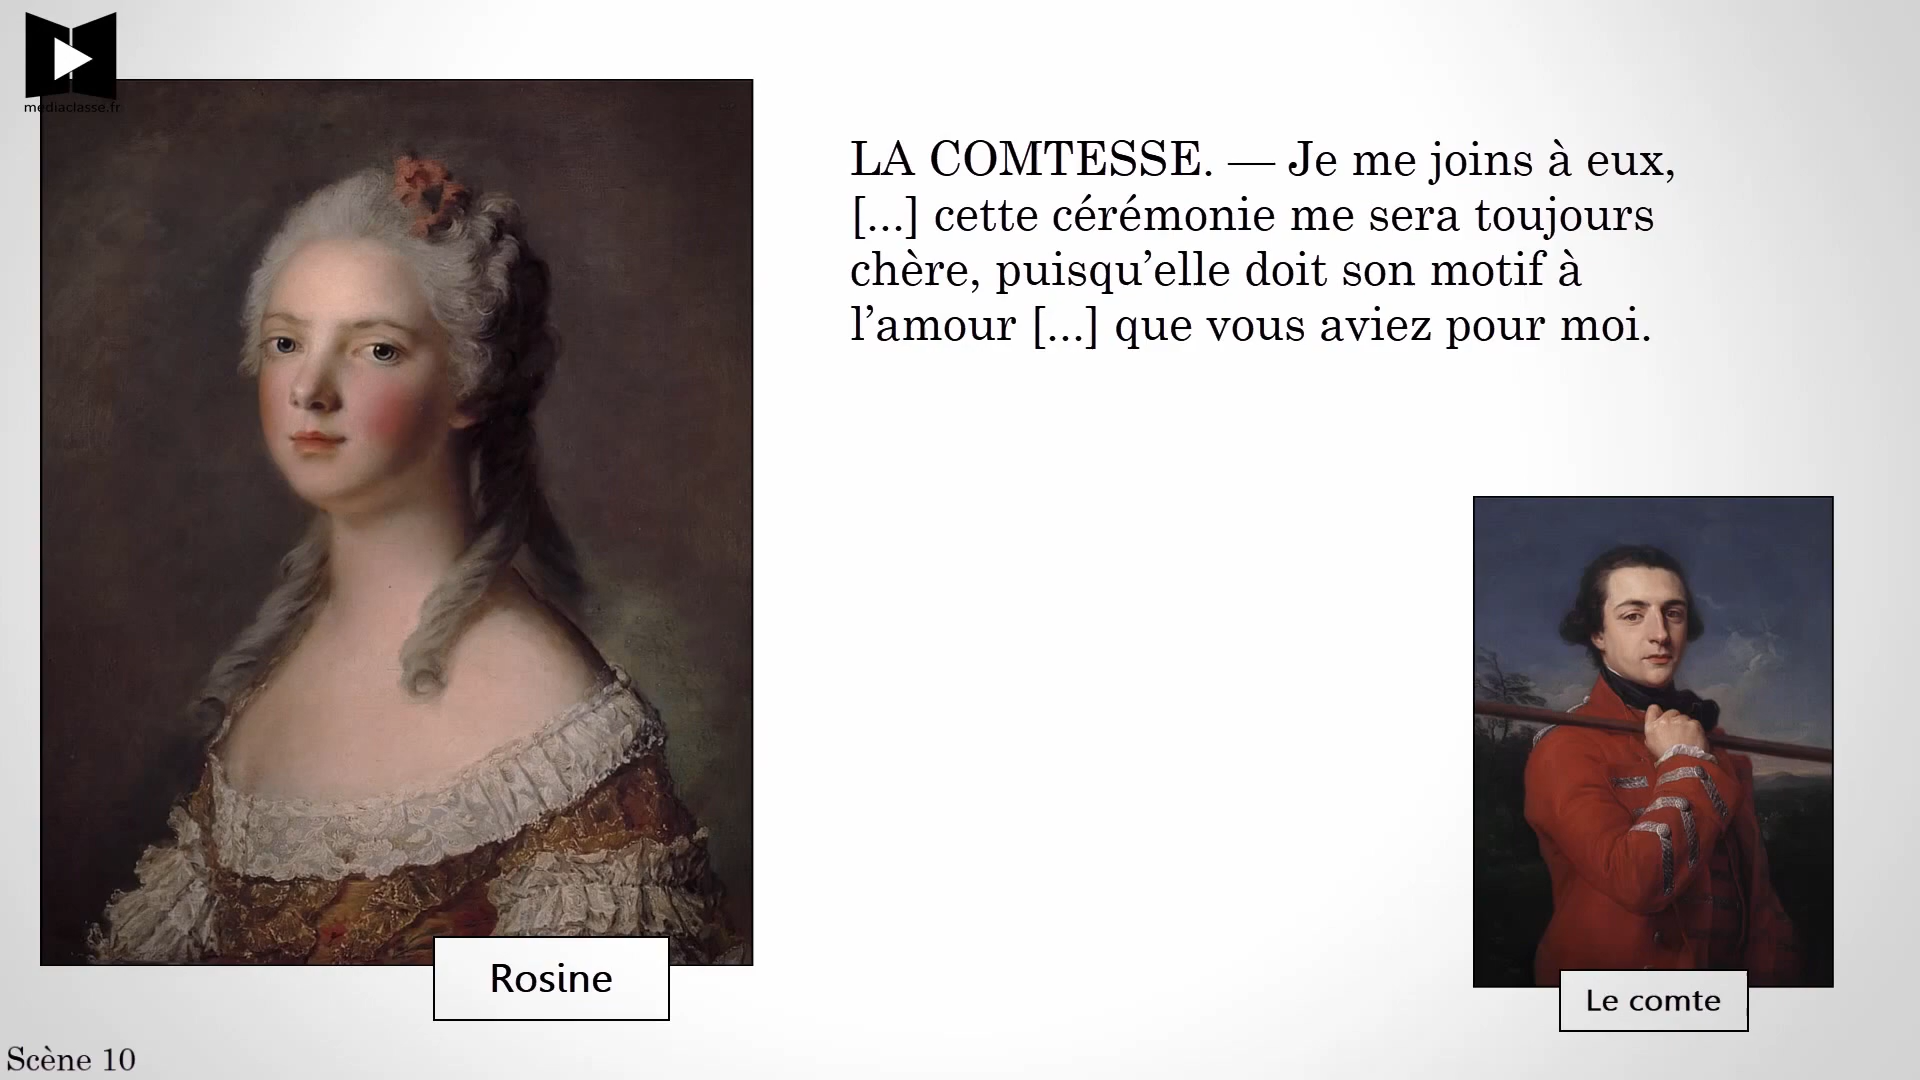 mediaclasse.fr
LA COMTESSE. — Je me joins à eux,
[...] cette cérémonie me sera toujours
chère, puisqu’elle doit son motif à
l’amour [...] que vous aviez pour moi.
Rosine
Le comte
Scène 10